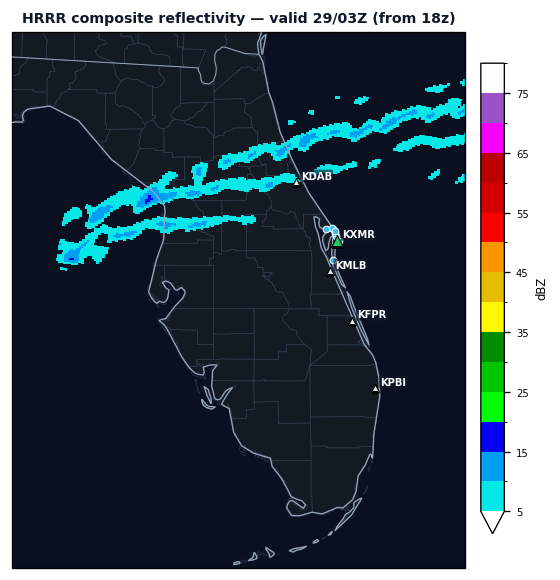 HRRR composite reflectivity — valid 29/03Z (from 18z)
KDAB
KXMR
KMLB
KFPR
KPBI
75
65
55
45
35
25
15
5
dBZ